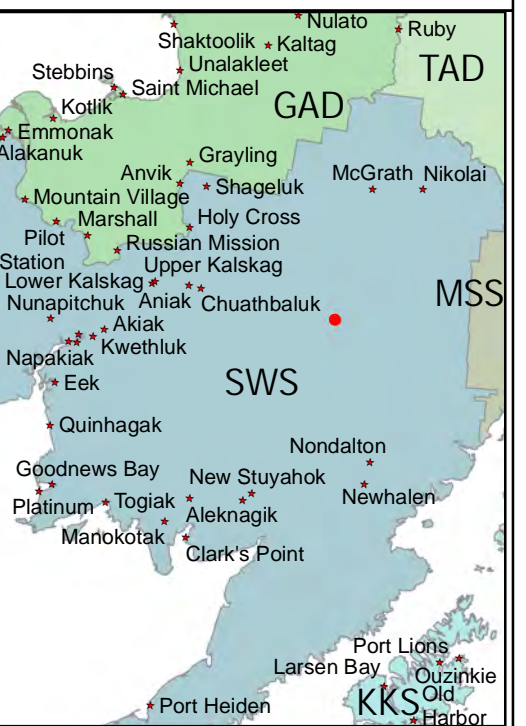 Nulato
Ruby
Shaktoolik
Kaltag
Unalakleet
TAD
Stebbins
Saint Michael
GAD
Kotlik
Emmonak
Alakanuk
Grayling
Anvik
McGrath
Nikolai
Shageluk
Mountain Village
Marshall
Holy Cross
Pilot
Station
Russian Mission
Upper Kalskag
Lower Kalskag
MSS
Nunapitchuk
Aniak
Chuathbaluk
Akiak
Kwethluk
Napakiak
SWS
Eek
Quinhagak
Nondalton
Goodnews Bay
New Stuyahok
Newhalen
Platinum
Togiak
Aleknagik
Manokotak
Clark's Point
Port Lions
Larsen Bay
Ouzinkie
KKS
Old
Harbor
Port Heiden